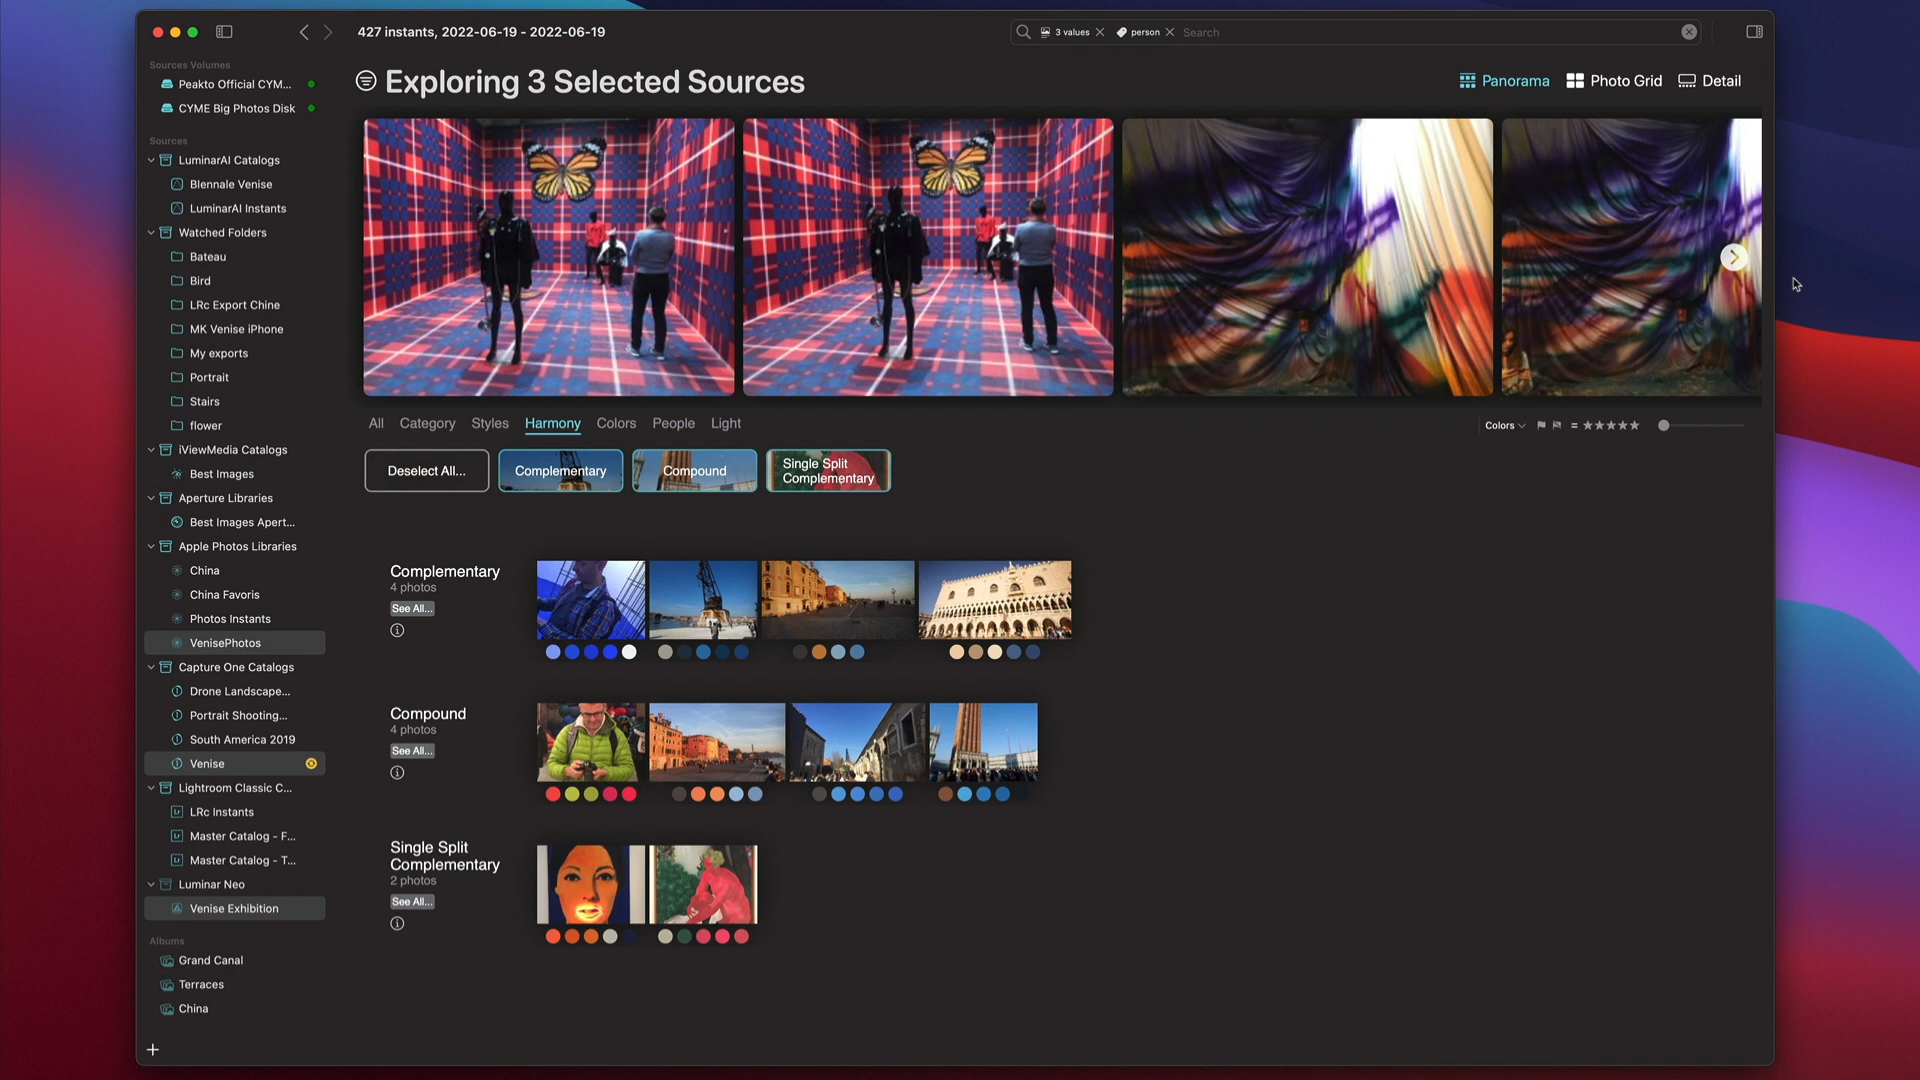 427 instants, 2022-06-19 - 2022-06-19
3 values
person
Search
Sources Volumes
Peakto Official CYM...
CYME Big Photos Disk
Sources
LuminarAI Catalogs
BIennale Venise
LuminarAI Instants
Watched Folders
Bateau
Bird
LRc Export Chine
MK Venise iPhone
My exports
Portrait
Stairs
flower
iViewMedia Catalogs
Best Images
Aperture Libraries
Best Images Apert...
Apple Photos Libraries
China
China Favoris
Photos Instants
VenisePhotos
Capture One Catalogs
Drone Landscape...
Portrait Shooting...
South America 2019
Venise
Lightroom Classic C...
Lr LRc Instants
Lr Master Catalog - F...
Lr Master Catalog - T...
Luminar Neo
Venise Exhibition
Albums
Grand Canal
Terraces
China
Exploring 3 Selected Sources
Panorama
Photo Grid
Detail
All Category Styles Harmony Colors People Light
Colors
=
Deselect All...
Complementary
Compound
Single Split
Complementary
Complementary
4 photos
See All...
Compound
4 photos
See All...
Single Split
Complementary
2 photos
See All...